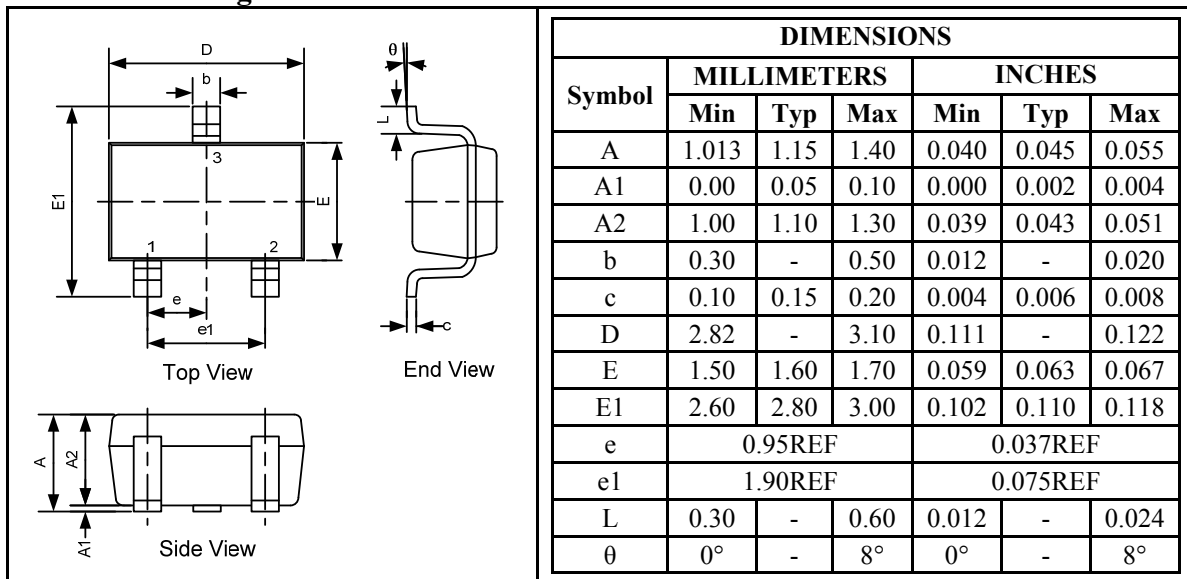 D
b
θ
L
3
E1
E
1
2
e
e1
c
Top View
End View
A
A2
A1
Side View
DIMENSIONS
Symbol MILLIMETERS INCHES
Min Typ Max Min Typ Max
A 1.013 1.15 1.40 0.040 0.045 0.055
A1 0.00 0.05 0.10 0.000 0.002 0.004
A2 1.00 1.10 1.30 0.039 0.043 0.051
b 0.30 - 0.50 0.012 - 0.020
c 0.10 0.15 0.20 0.004 0.006 0.008
D 2.82 - 3.10 0.111 - 0.122
E 1.50 1.60 1.70 0.059 0.063 0.067
E1 2.60 2.80 3.00 0.102 0.110 0.118
e 0.95REF 0.037REF
e1 1.90REF 0.075REF
L 0.30 - 0.60 0.012 - 0.024
θ 0° - 8° 0° - 8°